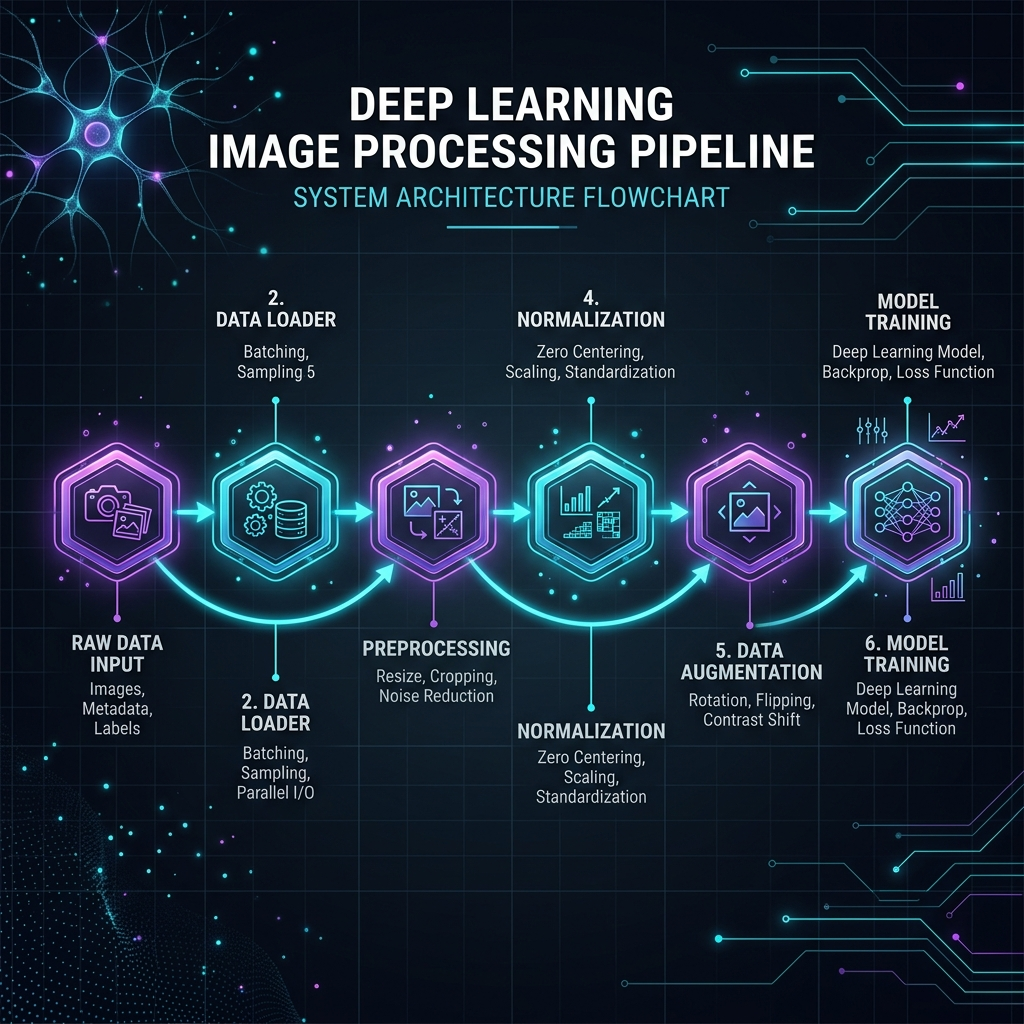 DEEP LEARNING
IMAGE PROCESSING PIPELINE
SYSTEM ARCHITECTURE FLOWCHART
2.
DATA LOADER
Batching,
Sampling 5
4.
NORMALIZATION
Zero Centering,
Scaling, Standardization
MODEL
TRAINING
Deep Learning Model,
Backprop, Loss Function
RAW DATA
INPUT
Images,
Metadata,
Labels
2. DATA
LOADER
Batching,
Sampling,
Parallel I/O
PREPROCESSING
Resize, Cropping,
Noise Reduction
NORMALIZATION
Zero Centering,
Scaling,
Standardization
5. DATA
AUGMENTATION
Rotation, Flipping,
Contrast Shift
6. MODEL
TRAINING
Deep Learning
Model, Backprop,
Loss Function